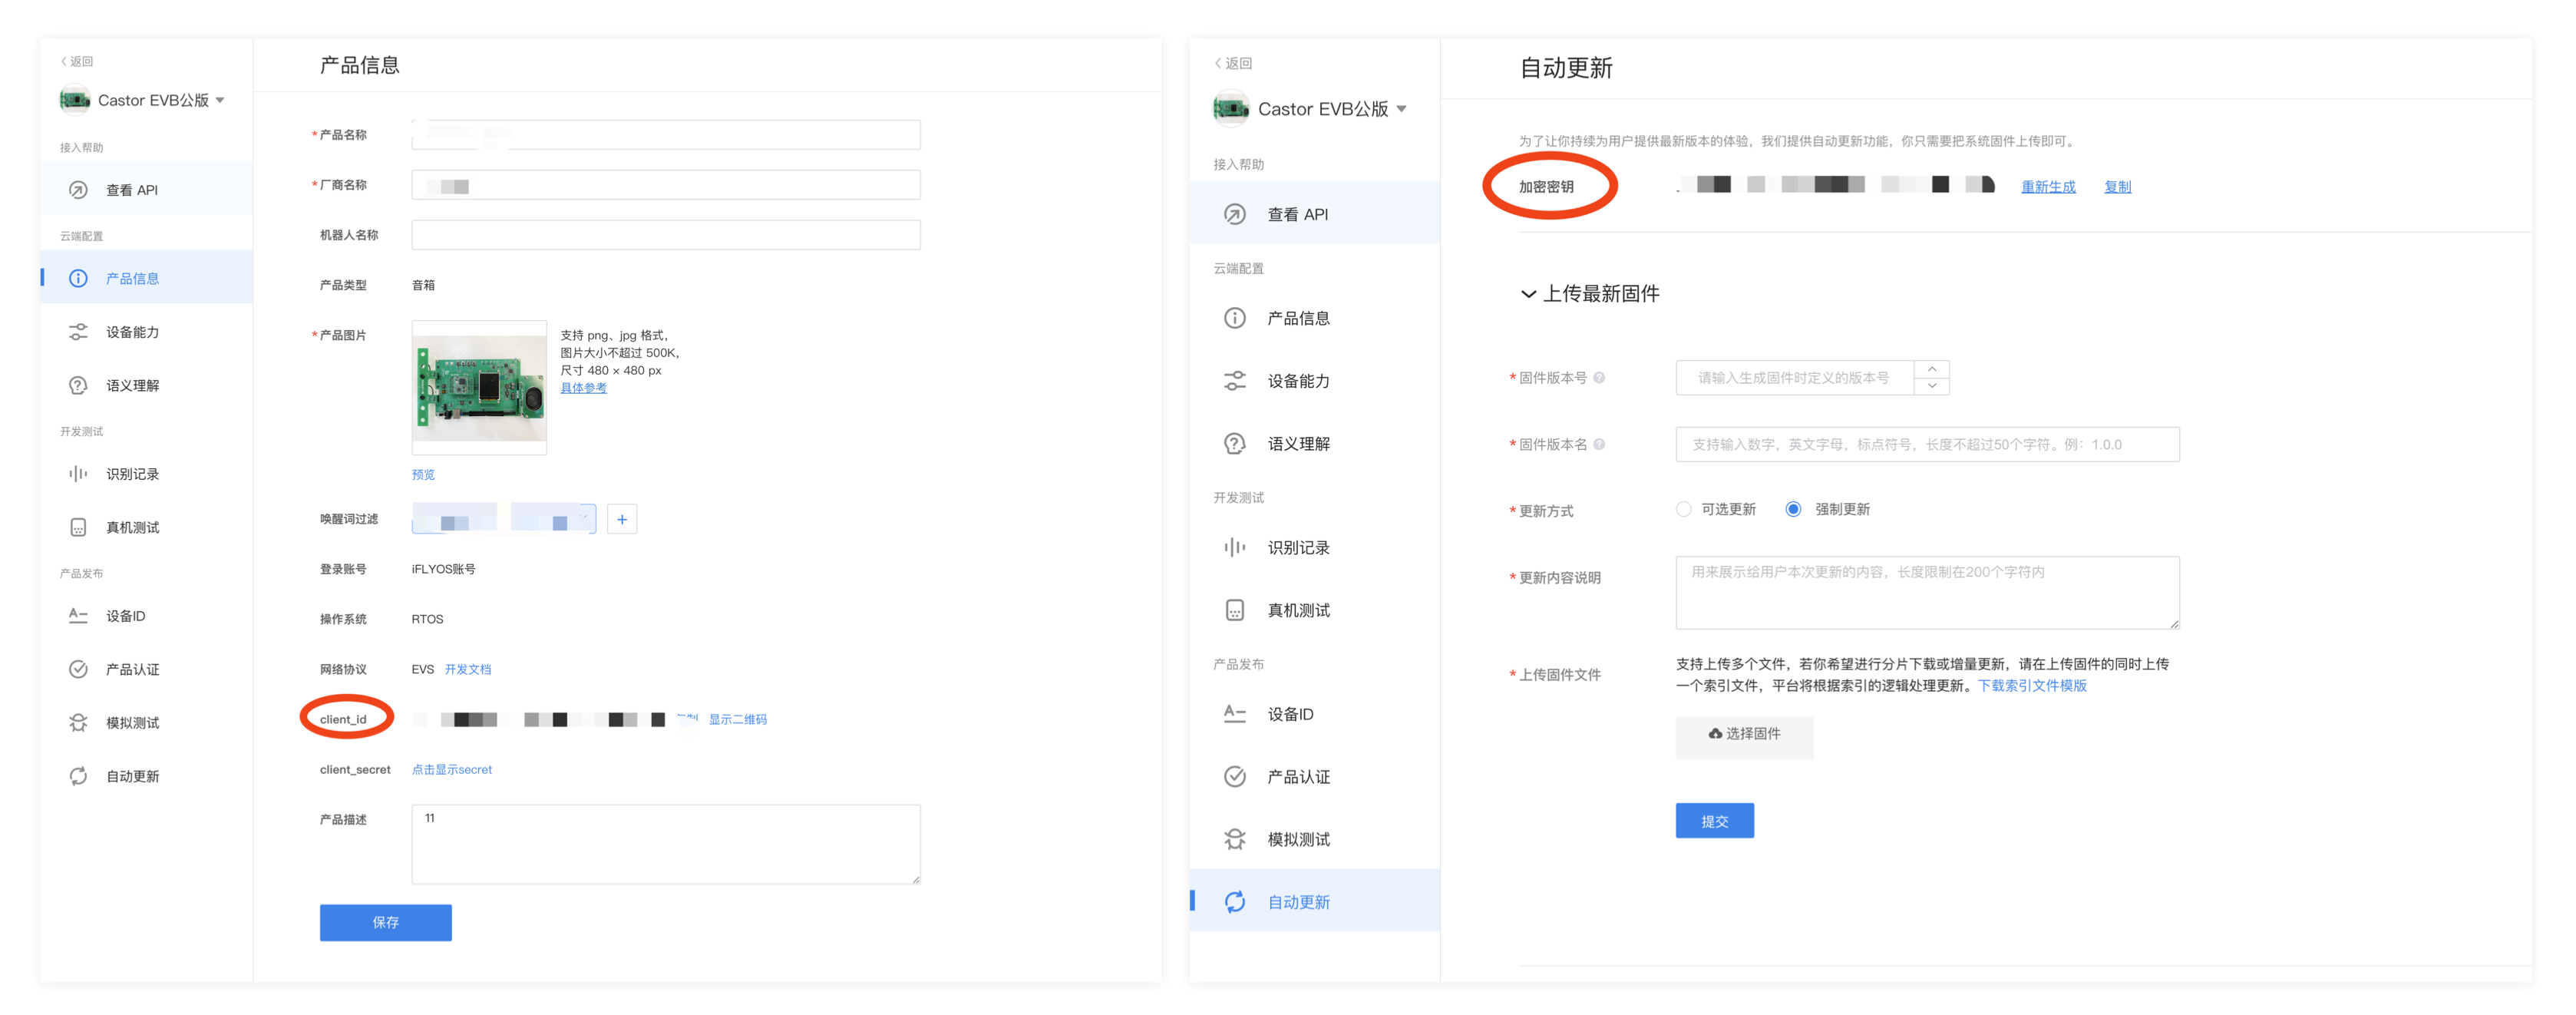 返回
Castor EVB公版
接入帮助
查看 API
云端配置
产品信息
设备能力
语义理解
开发测试
识别记录
真机测试
产品发布
设备ID
产品认证
模拟测试
自动更新
产品信息
* 产品名称
* 厂商名称
机器人名称
产品类型 音箱
* 产品图片
支持 png、jpg 格式，
图片大小不超过 500K，
尺寸 480 × 480 px
具体参考
预览
唤醒词过滤 +
登录账号 iFLYOS账号
操作系统 RTOS
网络协议 EVS 开发文档
client_id 显示二维码
client_secret 点击显示secret
产品描述 11
保存
返回
Castor EVB公版
接入帮助
查看 API
云端配置
产品信息
设备能力
语义理解
开发测试
识别记录
真机测试
产品发布
设备ID
产品认证
模拟测试
自动更新
自动更新
为了让你持续为用户提供最新版本的体验，我们提供自动更新功能，你只需要把系统固件上传即可。
加密密钥 重新生成 复制
上传最新固件
* 固件版本号 ? 请输入生成固件时定义的版本号
* 固件版本名 ? 支持输入数字，英文字母，标点符号，长度不超过50个字符。例：1.0.0
* 更新方式 可选更新 强制更新
* 更新内容说明 用来展示给用户本次更新的内容，长度限制在200个字符内
* 上传固件文件 支持上传多个文件，若你希望进行分片下载或增量更新，请在上传固件的同时上传
一个索引文件，平台将根据索引的逻辑处理更新。下载索引文件模版
选择固件
提交